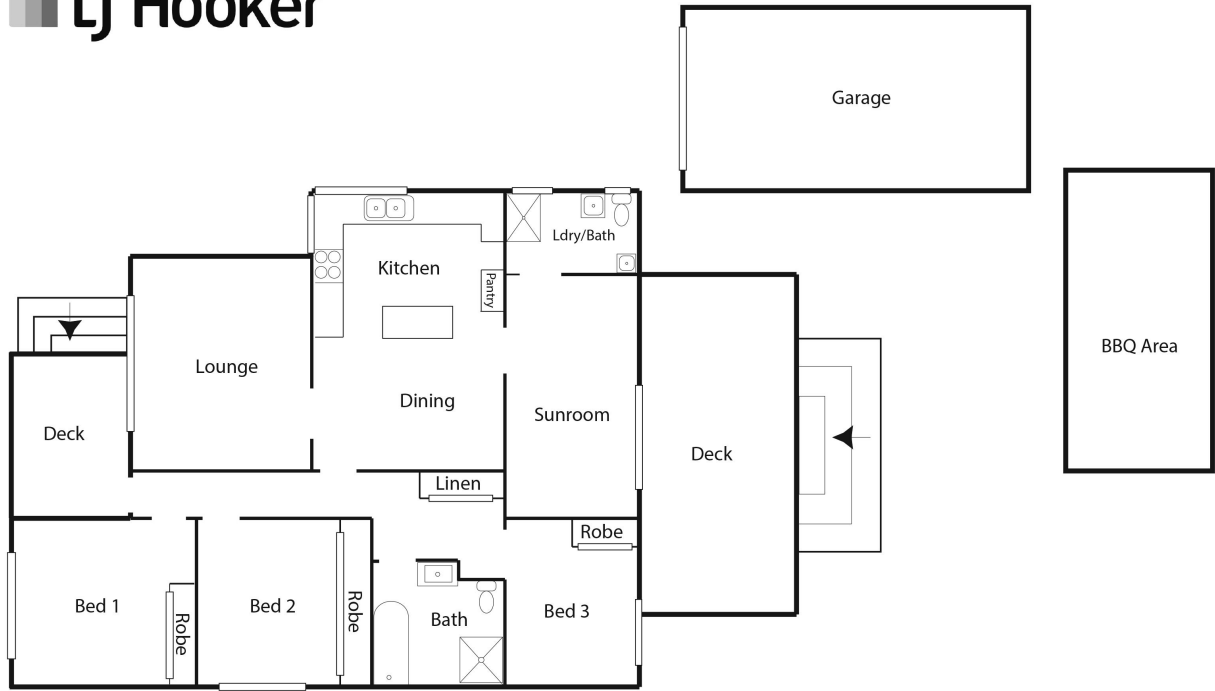 LJ Hooker
Garage
Ldry/Bath
Kitchen
Pantry
BBQ Area
Lounge
Dining
Sunroom
Deck
Deck
Linen
Robe
Bed 1
Robe
Bed 2
Robe
Bath
Bed 3